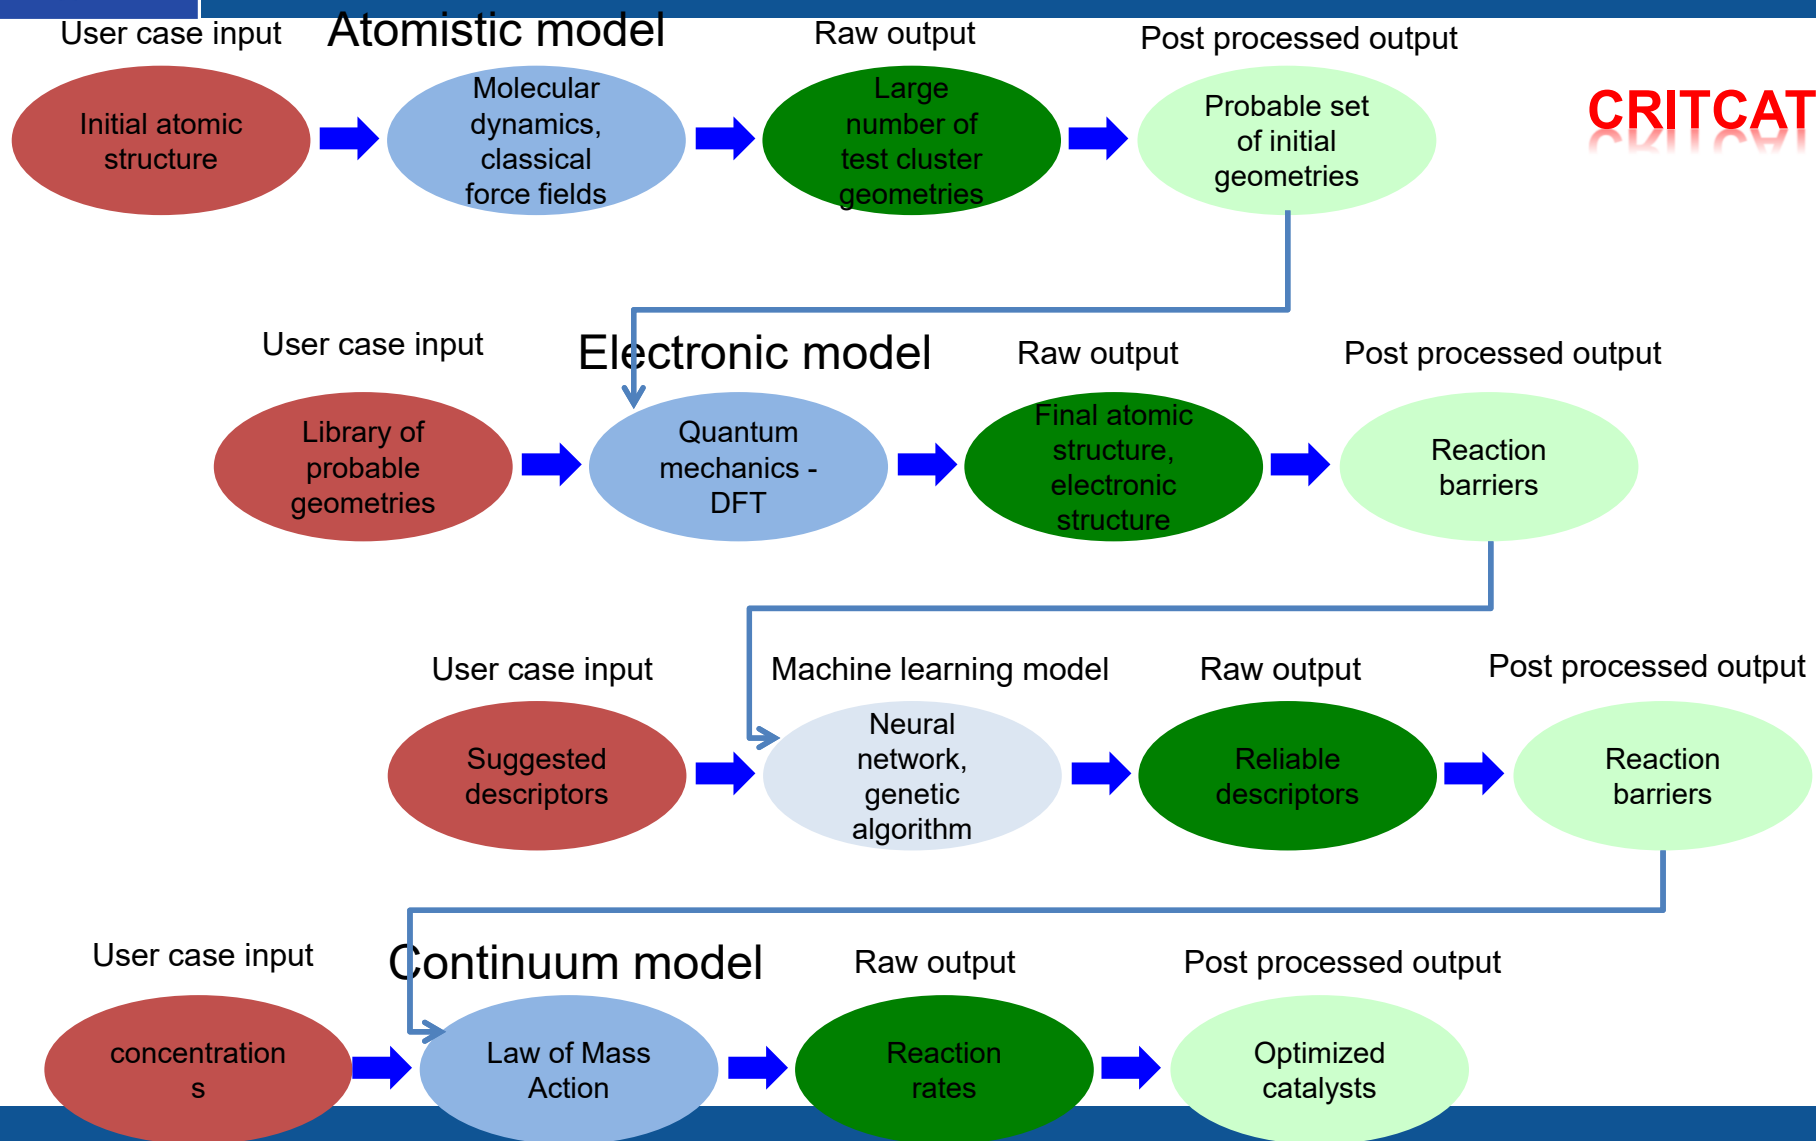 User case input
Atomistic model
Raw output
Post processed output
Initial atomic
structure
Molecular
dynamics,
classical
force fields
Large
number of
test cluster
geometries
Probable set
of initial
geometries
CRITCAT
User case input
Electronic model
Raw output
Post processed output
Library of
probable
geometries
Quantum
mechanics -
DFT
Final atomic
structure,
electronic
structure
Reaction
barriers
User case input
Machine learning model
Raw output
Post processed output
Suggested
descriptors
Neural
network,
genetic
algorithm
Reliable
descriptors
Reaction
barriers
User case input
Continuum model
Raw output
Post processed output
concentration
s
Law of Mass
Action
Reaction
rates
Optimized
catalysts